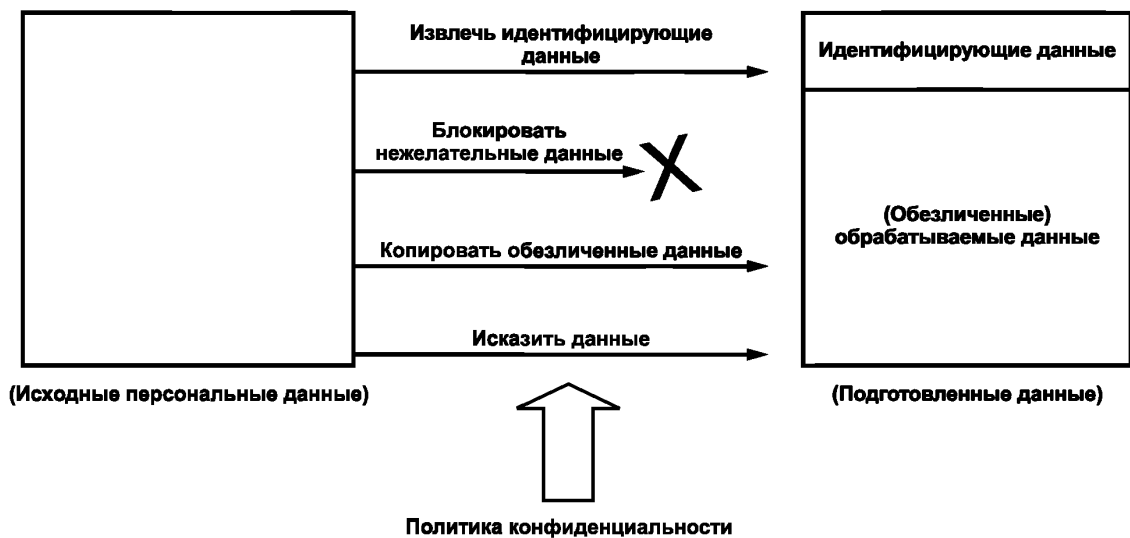 Извлечь идентифицирующие
данные
Идентифицирующие данные
Блокировать
нежелательные данные
(Обезличенные)
обрабатываемые данные
Копировать обезличенные данные
Исказить данные
(Исходные персональные данные)
(Подготовленные данные)
Политика конфиденциальности